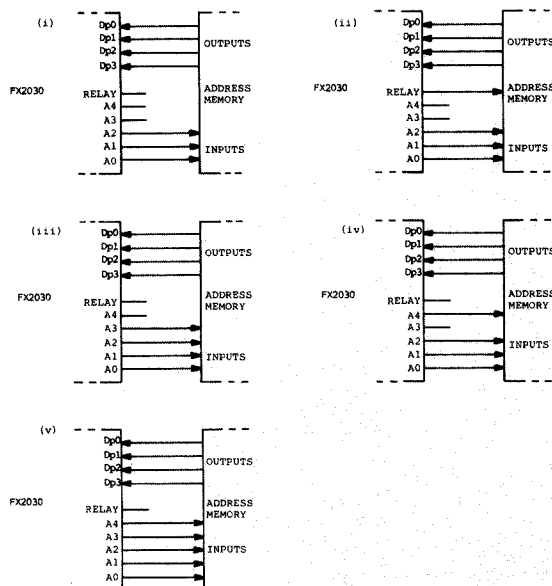 (i)
Dp0
Dp1
OUTPUTS
Dp2
Dp3
FX2030
RELAY
ADDRESS
MEMORY
A4
A3
A2
A1
INPUTS
A0
(ii)
Dp0
Dp1
OUTPUTS
Dp2
Dp3
FX2030
RELAY
ADDRESS
MEMORY
A4
A3
A2
A1
INPUTS
A0
(iii)
Dp0
Dp1
OUTPUTS
Dp2
Dp3
FX2030
RELAY
ADDRESS
MEMORY
A4
A3
A2
A1
INPUTS
A0
(iv)
Dp0
Dp1
OUTPUTS
Dp2
Dp3
FX2030
RELAY
ADDRESS
MEMORY
A4
A3
A2
A1
INPUTS
A0
(v)
Dp0
Dp1
OUTPUTS
Dp2
Dp3
FX2030
RELAY
ADDRESS
MEMORY
A4
A3
A2
INPUTS
A1
A0